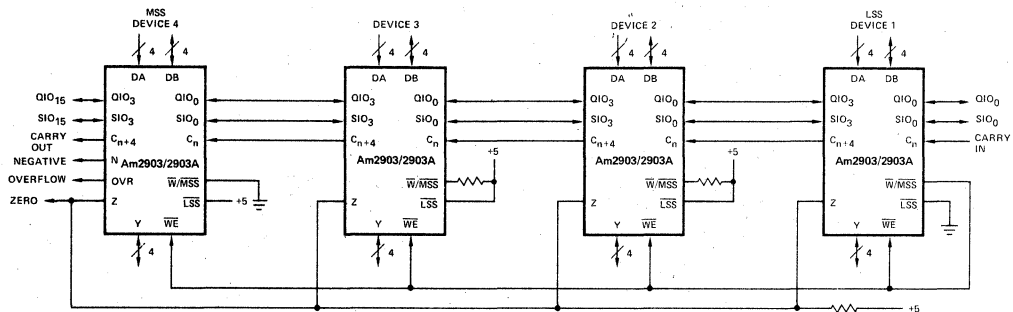 MSS
DEVICE 4
4
4
DA DB
QIO15
QIO3
QIO0
SIO15
SIO3
SIO0
CARRY
OUT
Cn+4
Cn
NEGATIVE
N
Am2903/2903A
OVERFLOW
OVR
W/MSS
ZERO
Z
LSS
+5
Y WE
4
DEVICE 3
4
4
DA DB
QIO3
QIO0
SIO3
SIO0
Cn+4
Cn
Am2903/2903A
+5
W/MSS
Z
LSS
Y WE
4
DEVICE 2
4
4
DA DB
QIO3
QIO0
SIO3
SIO0
Cn+4
Cn
Am2903/2903A
+5
W/MSS
Z
LSS
Y WE
4
LSS
DEVICE 1
4
4
DA DB
QIO3
QIO0
QIO0
SIO3
SIO0
SIO0
Cn+4
Cn
CARRY
IN
Am2903/2903A
W/MSS
Z
LSS
Y WE
4
+5